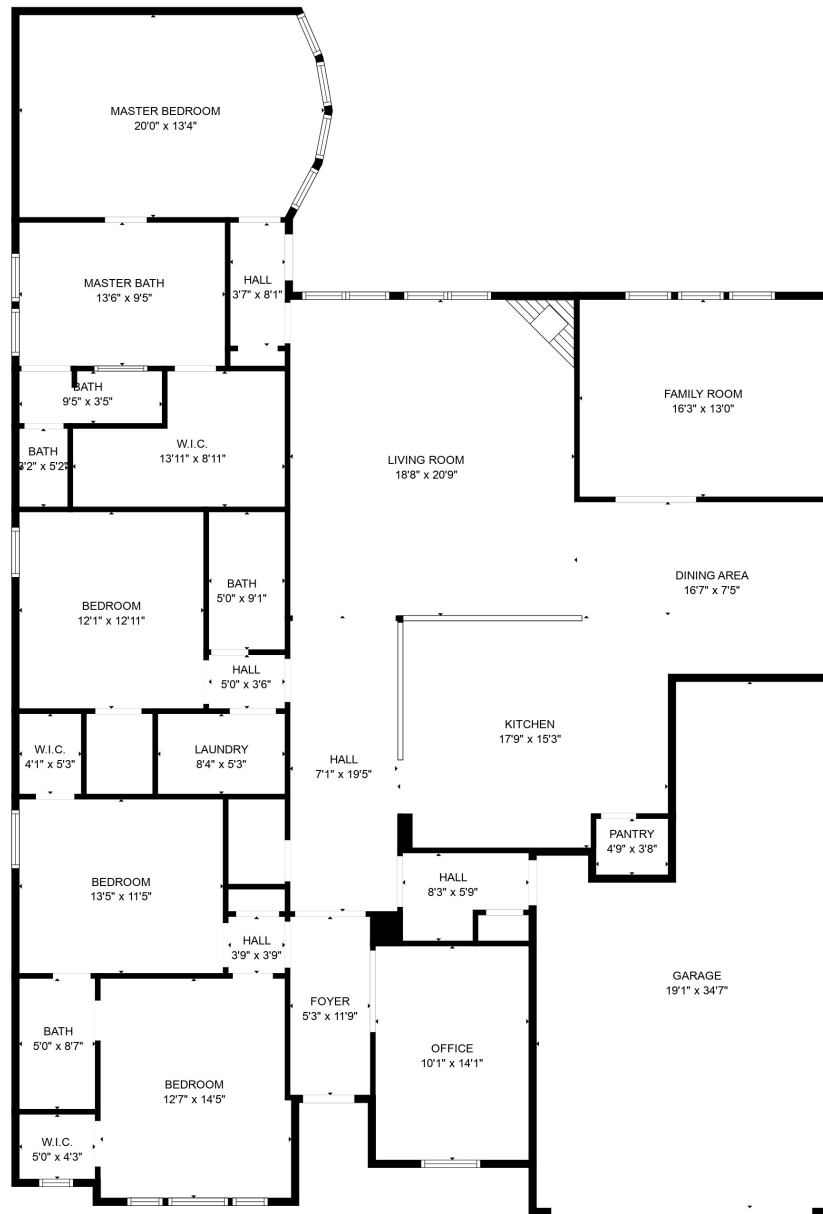 MASTER BEDROOM
20'0" x 13'4"
MASTER BATH
13'6" x 9'5"
HALL
3'7" x 8'1"
BATH
9'5" x 3'5"
FAMILY ROOM
16'3" x 13'0"
W.I.C.
13'11" x 8'11"
BATH
3'2" x 5'2"
LIVING ROOM
18'8" x 20'9"
DINING AREA
16'7" x 7'5"
BATH
5'0" x 9'1"
BEDROOM
12'1" x 12'11"
HALL
5'0" x 3'6"
KITCHEN
17'9" x 15'3"
W.I.C.
4'1" x 5'3"
LAUNDRY
8'4" x 5'3"
HALL
7'1" x 19'5"
PANTRY
4'9" x 3'8"
BEDROOM
13'5" x 11'5"
HALL
8'3" x 5'9"
HALL
3'9" x 3'9"
GARAGE
19'1" x 34'7"
FOYER
5'3" x 11'9"
BATH
5'0" x 8'7"
OFFICE
10'1" x 14'1"
BEDROOM
12'7" x 14'5"
W.I.C.
5'0" x 4'3"